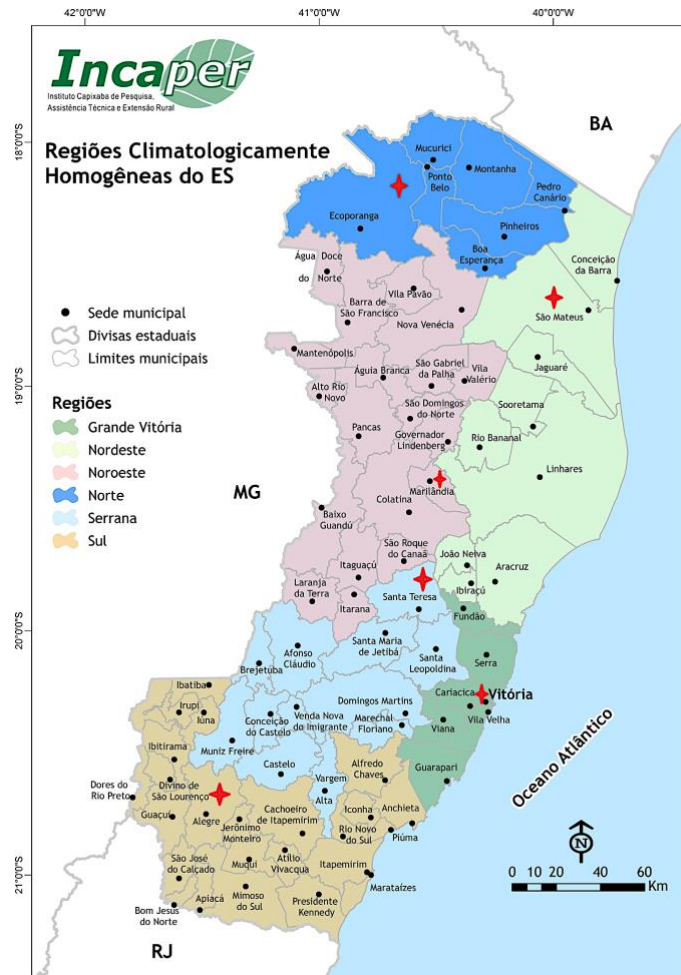 42°0'0"W
41°0'0"W
40°0'0"W
Incaper
Instituto Capixaba de Pesquisa,
Assistência Técnica e Extensão Rural
Regiões Climatologicamente
Homogêneas do ES
18°0'0"S
19°0'0"S
20°0'0"S
21°0'0"S
BA
MG
RJ
Oceano Atlântico
Sede municipal
Divisas estaduais
Limites municipais
Regiões
Grande Vitória
Nordeste
Noroeste
Norte
Serrana
Sul
Mucurici
Ponto
Belo
Montanha
Pedro
Canário
Ecoporanga
Pinheiros
Boa
Esperança
Água Doce
do Norte
Vila Pavão
Conceição
da Barra
Barra de
São Francisco
Nova Venécia
São Mateus
Mantenópolis
Águia Branca
São Gabriel
da Palha
Vila
Valério
Jaguaré
Alto Rio
Novo
São Domingos
do Norte
Sooretama
Pancas
Governador
Lindenberg
Rio Bananal
Linhares
Marilândia
Colatina
Baixo
Guandú
São Roque
do Canaã
João Neiva
Aracruz
Itaguaçú
Laranja
da Terra
Itarana
Santa Teresa
Ibiraçú
Fundão
Afonso
Cláudio
Santa Maria
de Jetibá
Santa
Leopoldina
Serra
Brejetuba
Ibatiba
Irupi
Iúna
Conceição
do Castelo
Venda Nova
do Imigrante
Domingos Martins
Marechal
Floriano
Cariacica
Vitória
Vila Velha
Viana
Ibitirama
Muniz Freire
Castelo
Vargem
Alta
Alfredo
Chaves
Guarapari
Dores do
Rio Preto
Divino de
São Lourenço
Guaçuí
Alegre
Jerônimo
Monteiro
Cachoeiro
de Itapemirim
Iconha
Anchieta
Rio Novo
do Sul
Piúma
São José
do Calçado
Muqui
Atílio
Vivacqua
Itapemirim
Marataízes
Bom Jesus
do Norte
Apiacá
Mimoso
do Sul
Presidente
Kennedy
N
0 10 20 40 60
Km